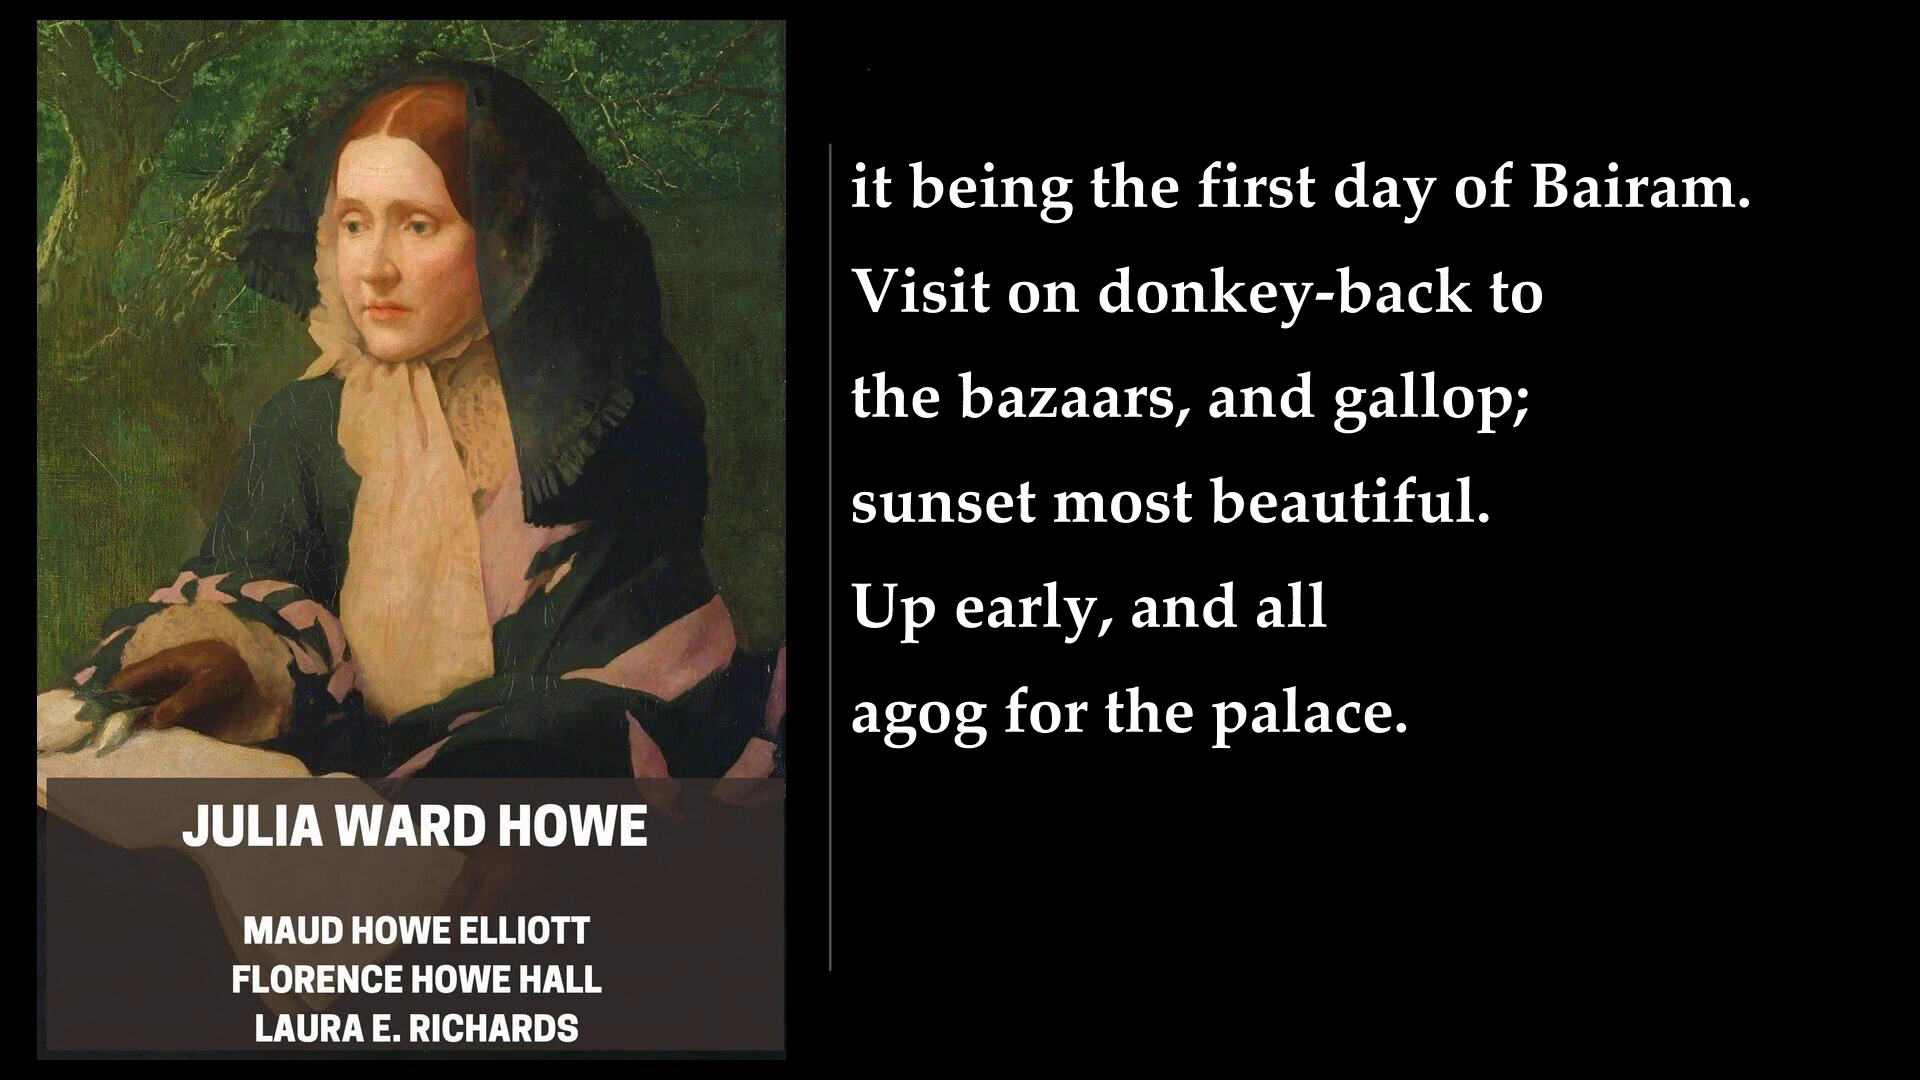 JULIA WARD HOWE
MAUD HOWE ELLIOTT
FLORENCE HOWE HALL
LAURA E. RICHARDS
it being the first day of Bairam.
Visit on donkey-back to
the bazaars, and gallop;
sunset most beautiful.
Up early, and all
agog for the palace.